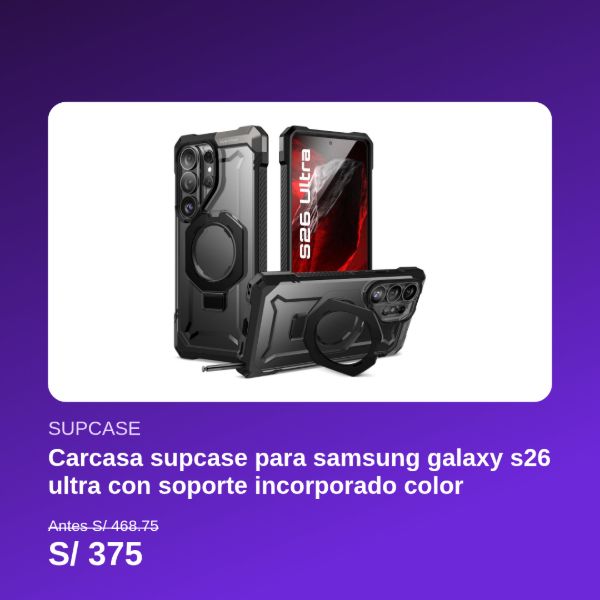 S26 Ultra
SUPCASE
Carcasa supcase para samsung galaxy s26
ultra con soporte incorporado color
Antes S/ 468.75
S/ 375